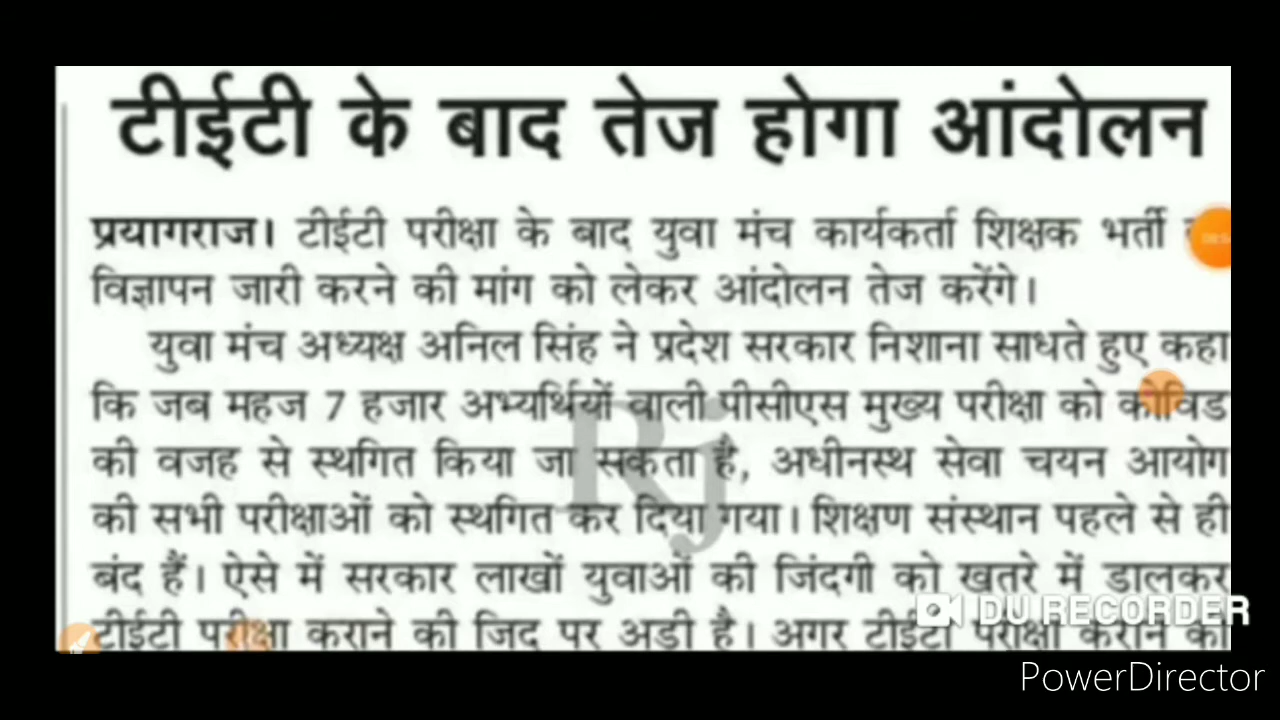 टीईटी के बाद तेज होगा आंदोलन
प्रयागराज। टीईटी परीक्षा के बाद युवा मंच कार्यकर्ता शिक्षक भर्ती
विज्ञापन जारी करने की मांग को लेकर आंदोलन तेज करेंगे।
युवा मंच अध्यक्ष अनिल सिंह ने प्रदेश सरकार निशाना साधते हुए कहा
कि जब महज 7 हजार अभ्यर्थियों वाली पीसीएस मुख्य परीक्षा को कोविड
की वजह से स्थगित किया जा सकता है, अधीनस्थ सेवा चयन आयोग
की सभी परीक्षाओं को स्थगित कर दिया गया। शिक्षण संस्थान पहले से ही
बंद हैं। ऐसे में सरकार लाखों युवाओं की जिंदगी को खतरे में डालकर
टीईटी परीक्षा कराने की जिद पर अडी है। अगर टीईटी परीक्षा कराने की
Rj
DU RECORDER
PowerDirector